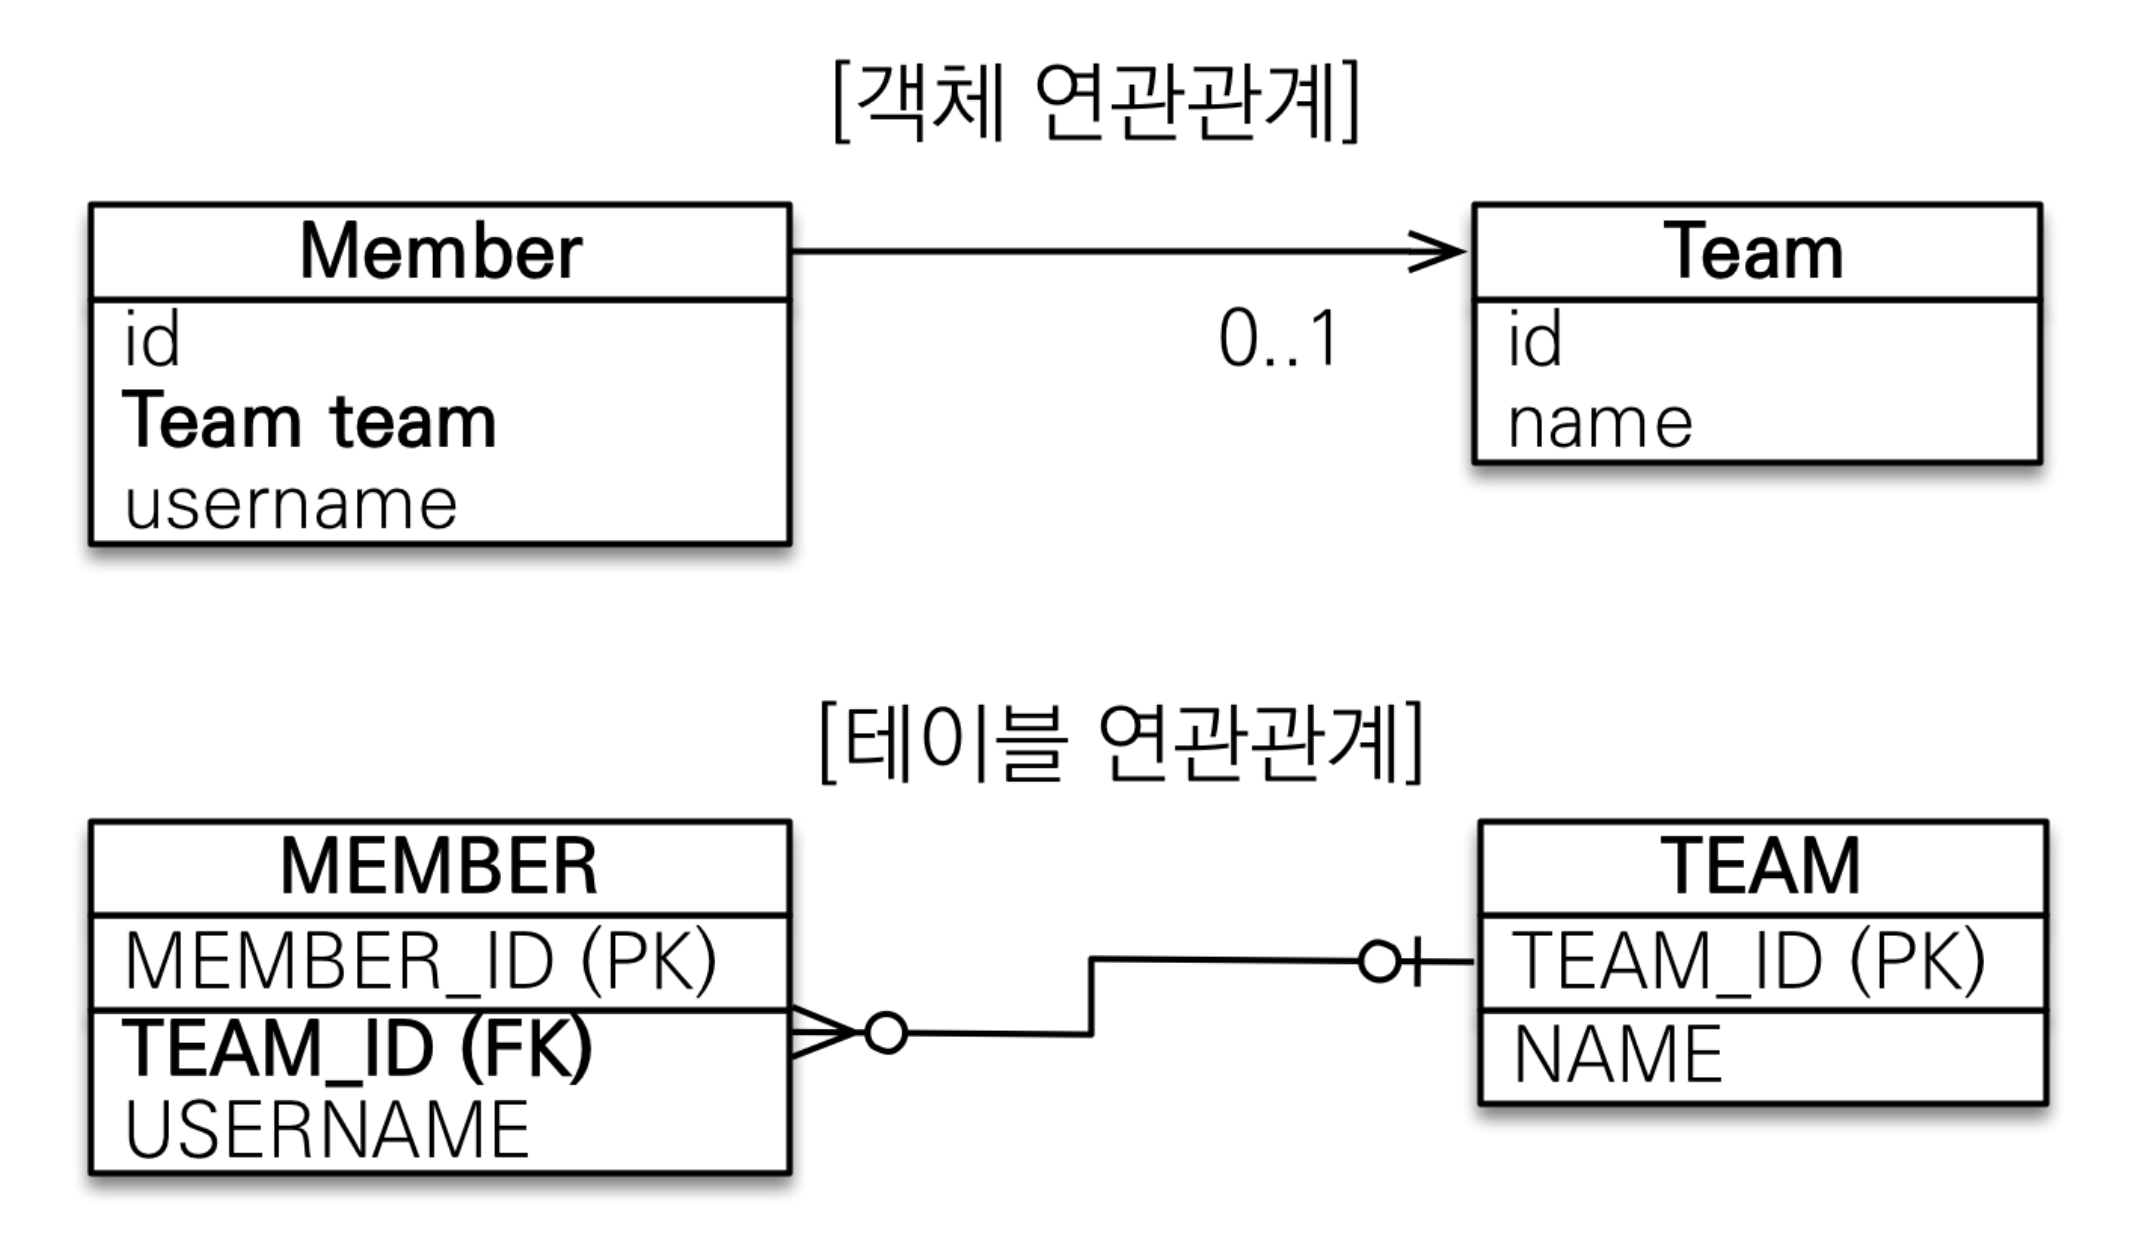 [객체 연관관계]
Member
id
Team team
username
0..1
Team
id
name
[테이블 연관관계]
MEMBER
MEMBER_ID (PK)
TEAM_ID (FK)
USERNAME
TEAM
TEAM_ID (PK)
NAME